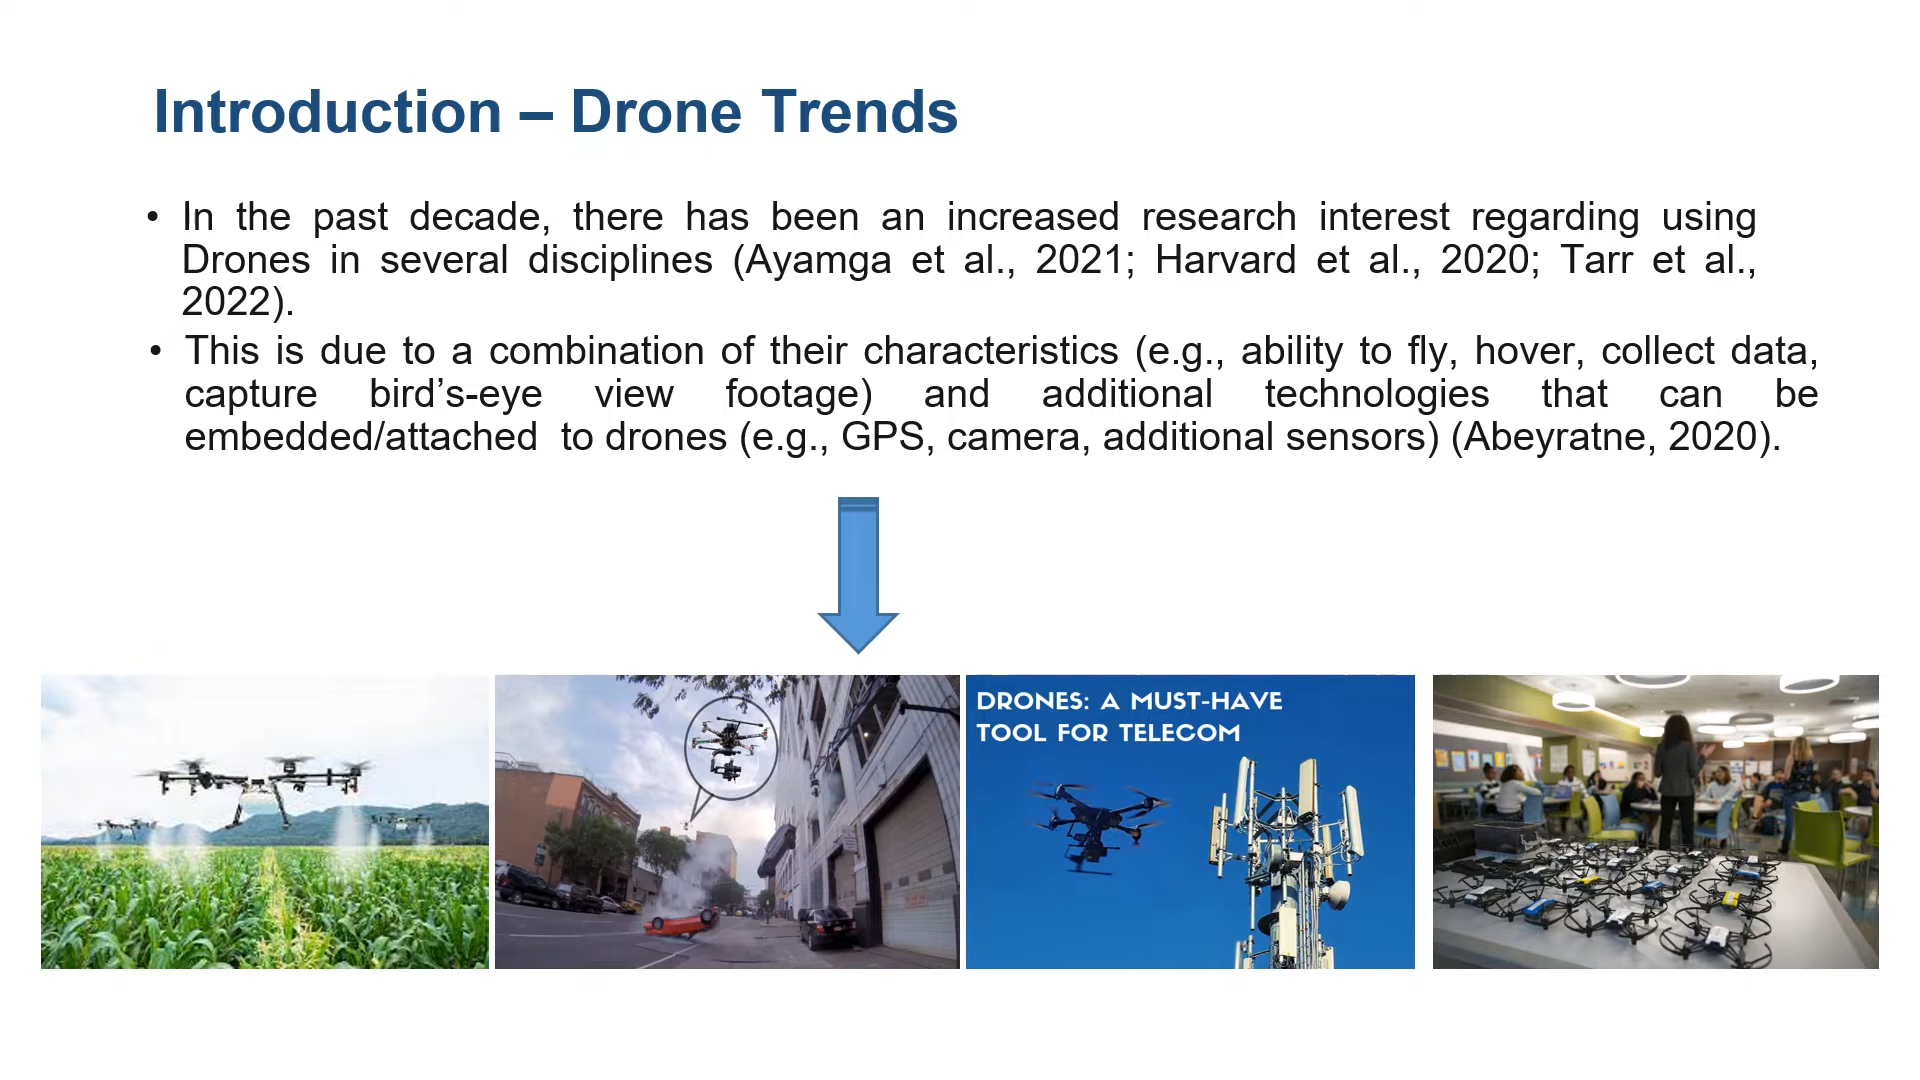 Introduction – Drone Trends
• In the past decade, there has been an increased research interest regarding using
Drones in several disciplines (Ayamga et al., 2021; Harvard et al., 2020; Tarr et al.,
2022).
• This is due to a combination of their characteristics (e.g., ability to fly, hover, collect data,
capture bird’s-eye view footage) and additional technologies that can be
embedded/attached to drones (e.g., GPS, camera, additional sensors) (Abeyratne, 2020).
DRONES: A MUST-HAVE
TOOL FOR TELECOM